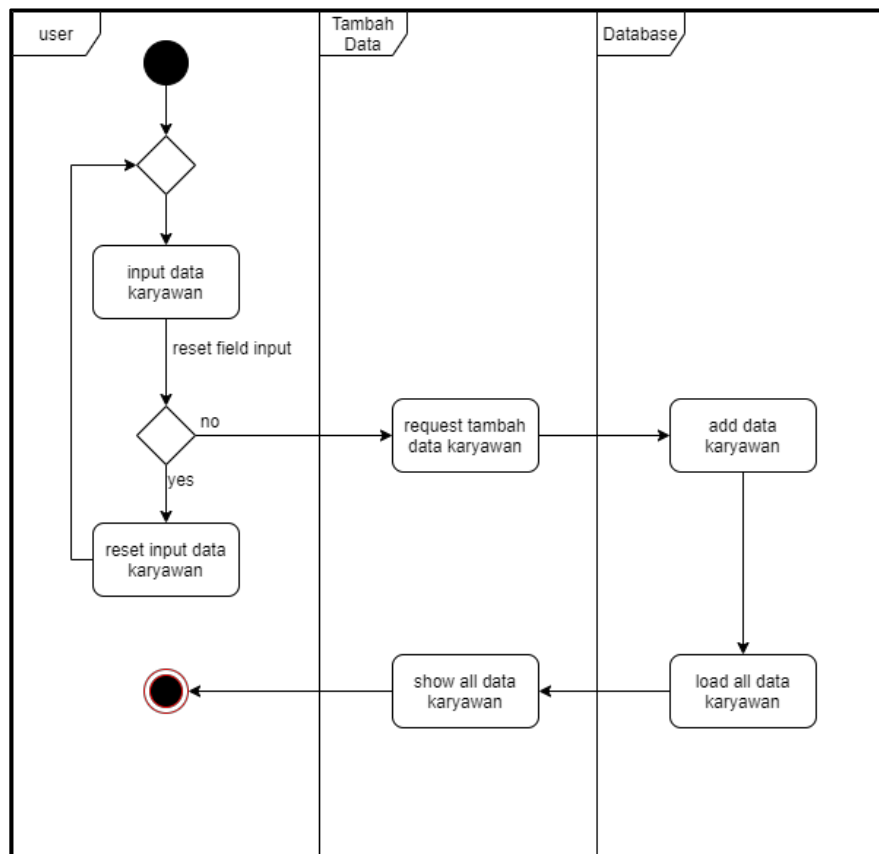 user
Tambah
Data
Database
input data
karyawan
reset field input
no
request tambah
data karyawan
add data
karyawan
yes
reset input data
karyawan
show all data
karyawan
load all data
karyawan